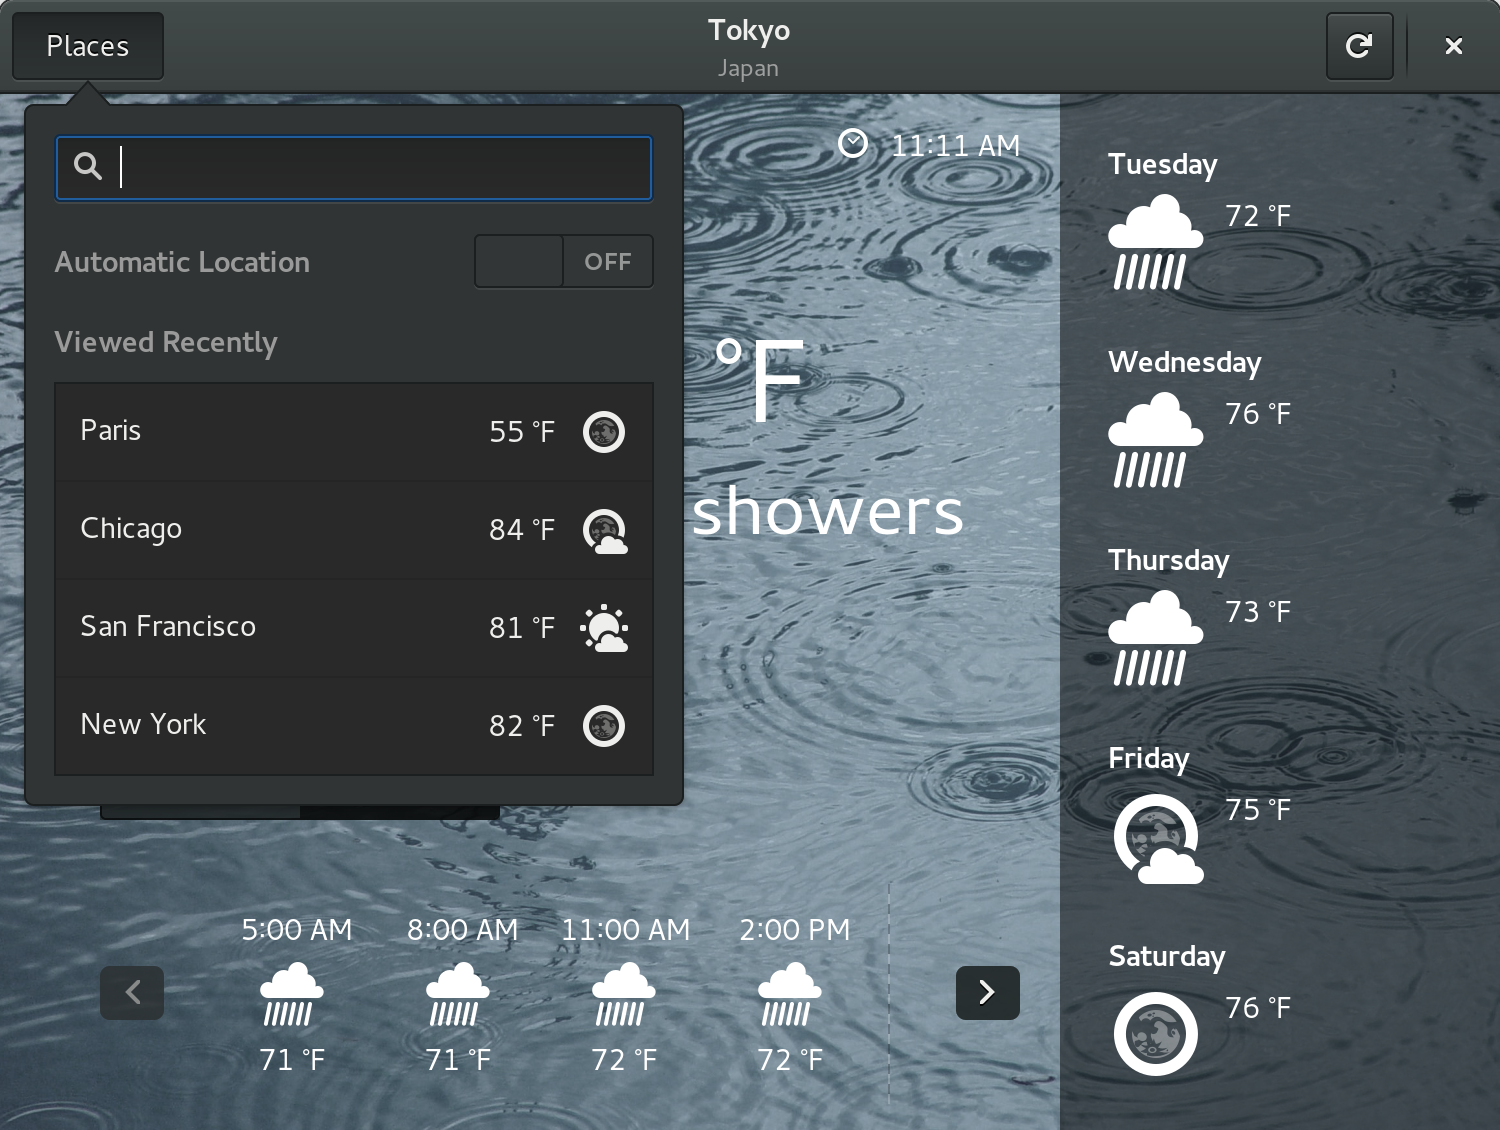 Places
Tokyo
Japan
11:11 AM
Automatic Location
OFF
Viewed Recently
Paris
55 °F
Chicago
84 °F
San Francisco
81 °F
New York
82 °F
°F
showers
5:00 AM
8:00 AM
11:00 AM
2:00 PM
71 °F
71 °F
72 °F
72 °F
Tuesday
72 °F
Wednesday
76 °F
Thursday
73 °F
Friday
75 °F
Saturday
76 °F